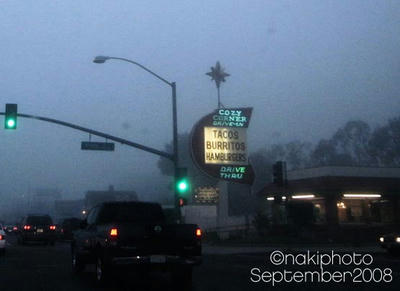 COZY
CORNER
DRIVE-IN
TACOS
BURRITOS
HAMBURGERS
DRIVE
THRU
©nakiphoto
September2008